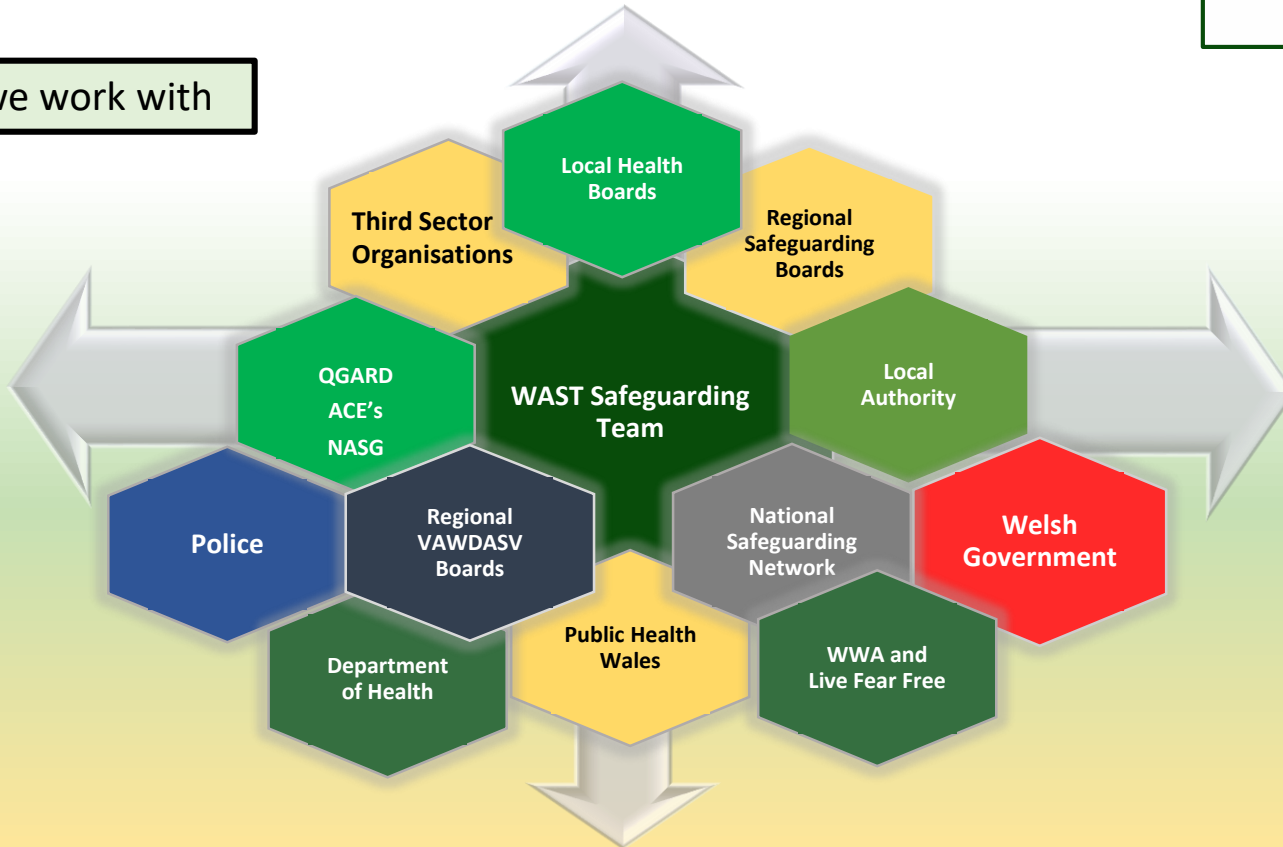 we work with
Local Health
Boards
Third Sector
Organisations
Regional
Safeguarding
Boards
QGARD
ACE's
NASG
WAST Safeguarding
Team
Local
Authority
Police
Regional
VAWDASV
Boards
National
Safeguarding
Network
Welsh
Government
Department
of Health
Public Health
Wales
WWA and
Live Fear Free